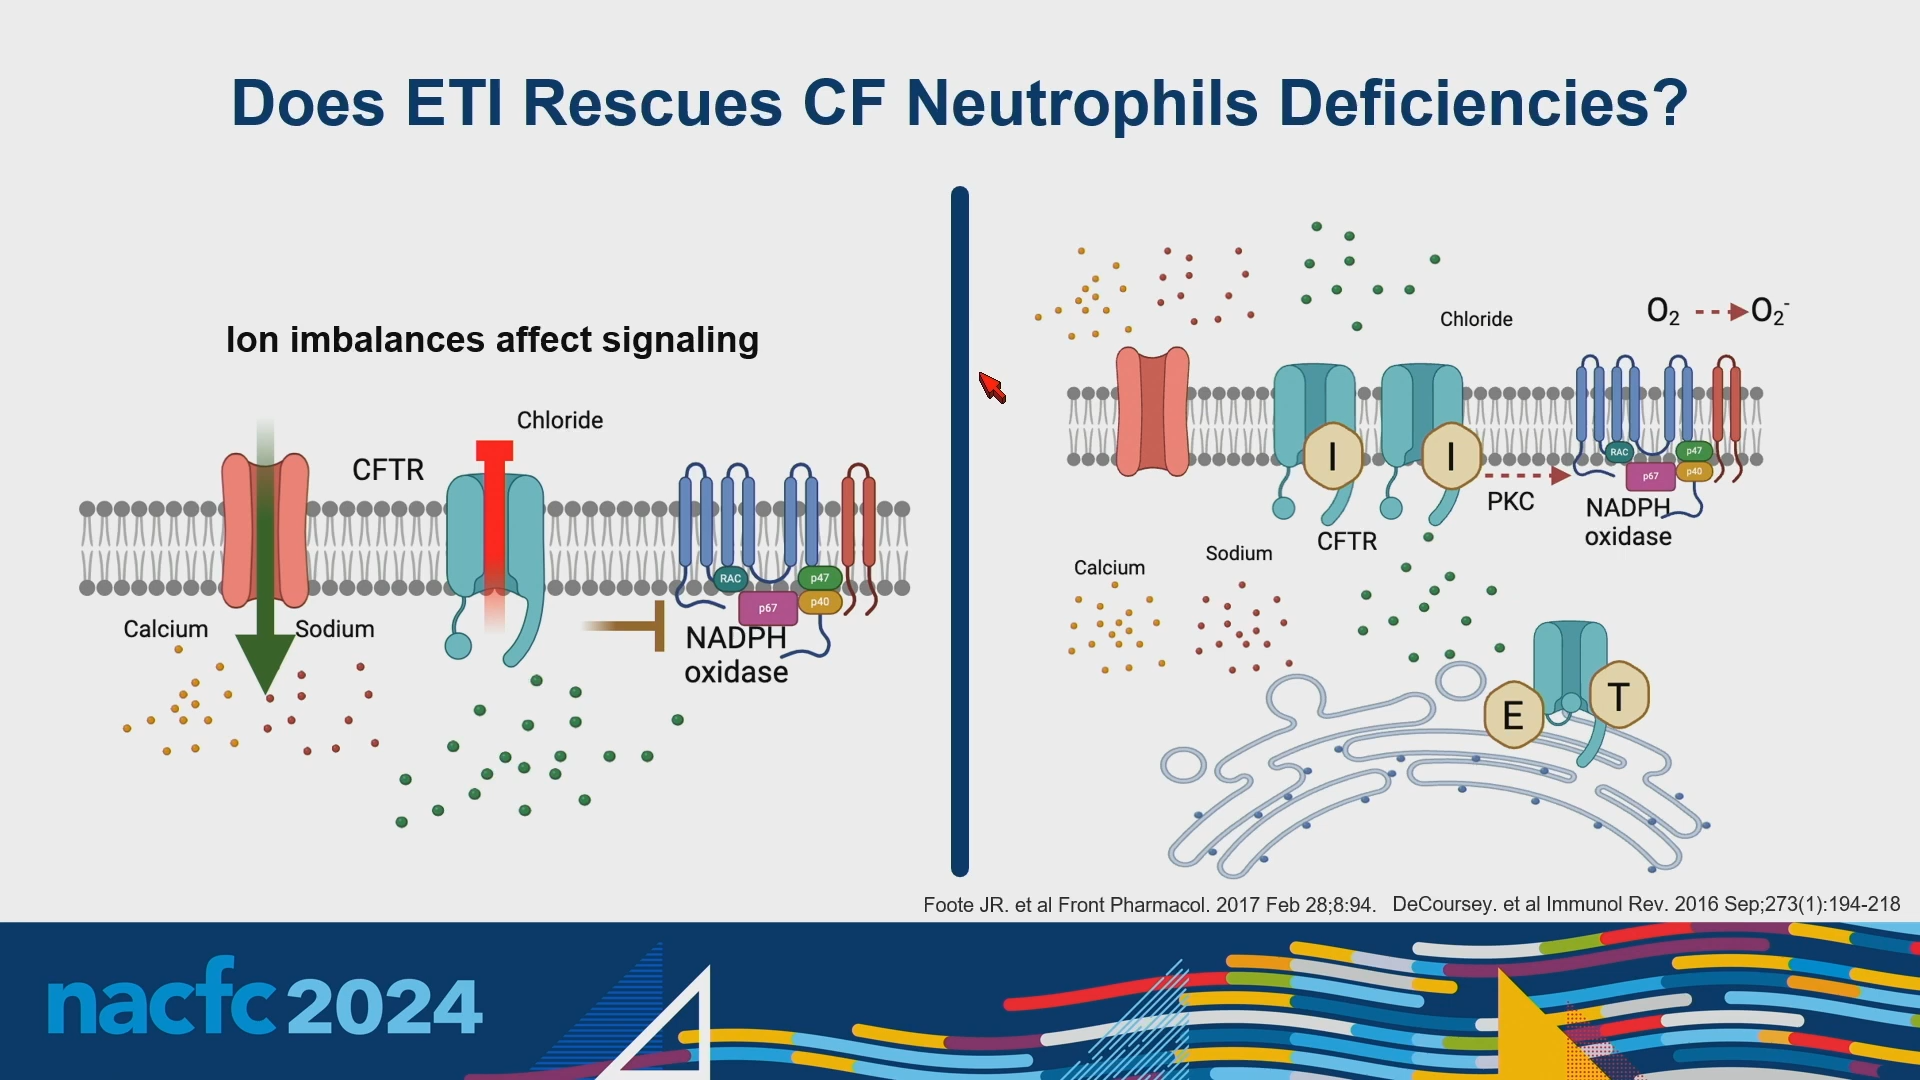 Does ETI Rescues CF Neutrophils Deficiencies?
Ion imbalances affect signaling
Chloride
CFTR
RAC
p47
p67
p40
Calcium
Sodium
NADPH
oxidase
Chloride
O₂
O₂⁻
I
I
RAC
p47
p67
p40
PKC
NADPH
oxidase
CFTR
Sodium
Calcium
E
T
Foote JR. et al Front Pharmacol. 2017 Feb 28;8:94. DeCoursey. et al Immunol Rev. 2016 Sep;273(1):194-218
nacfc 2024